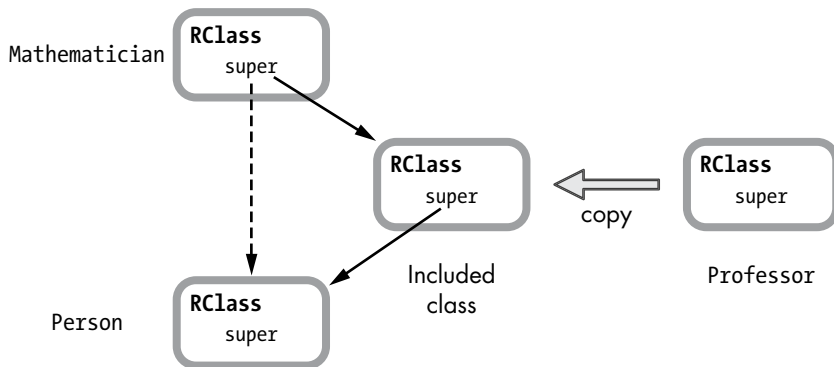 Mathematician
RClass
super
RClass
super
copy
RClass
super
Included
class
Professor
Person
RClass
super